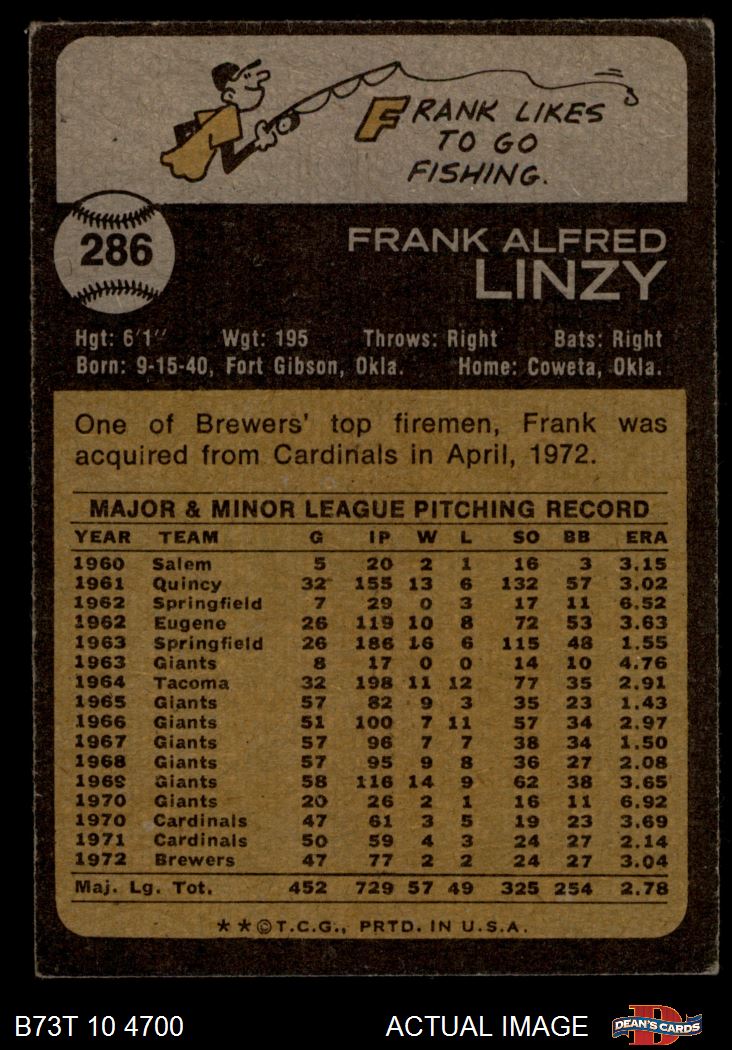 FRANK LIKES
TO GO
FISHING.
286
FRANK ALFRED
LINZY
Hgt: 6'1" Wgt: 195 Throws: Right Bats: Right
Born: 9-15-40, Fort Gibson, Okla. Home: Coweta, Okla.
One of Brewers' top firemen, Frank was
acquired from Cardinals in April, 1972.
MAJOR & MINOR LEAGUE PITCHING RECORD
YEAR TEAM G IP W L SO BB ERA
1960 Salem 5 20 2 1 16 3 3.15
1961 Quincy 32 155 13 6 132 57 3.02
1962 Springfield 7 29 0 3 17 11 6.52
1962 Eugene 26 119 10 8 72 53 3.63
1963 Springfield 26 186 16 6 115 48 1.55
1963 Giants 8 17 0 0 14 10 4.76
1964 Tacoma 32 198 11 12 77 35 2.91
1965 Giants 57 82 9 3 35 23 1.43
1966 Giants 51 100 7 11 57 34 2.97
1967 Giants 57 96 7 7 38 34 1.50
1968 Giants 57 95 9 8 36 27 2.08
1969 Giants 58 116 14 9 62 38 3.65
1970 Giants 20 26 2 1 16 11 6.92
1970 Cardinals 47 61 3 5 19 23 3.69
1971 Cardinals 50 59 4 3 24 27 2.14
1972 Brewers 47 77 2 2 24 27 3.04
Maj. Lg. Tot. 452 729 57 49 325 254 2.78
* * © T.C.G., PRTD. IN U.S.A.
B73T 10 4700 ACTUAL IMAGE D DEAN'S CARDS